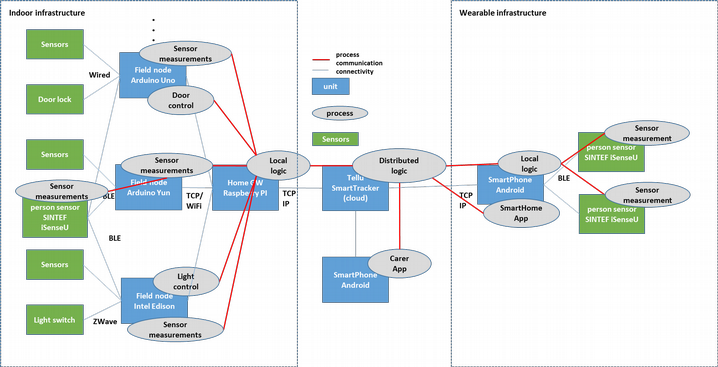 Indoor infrastructure
Wearable infrastructure
Sensors
Sensor
measurements
Field node
Arduino Uno
Wired
Door lock
Door
control
process
communication
connectivity
unit
process
Sensors
Sensors
Sensor
measurements
Field node
Arduino Yun
Local
logic
Home GW
Raspberry PI
Distributed
logic
Tellu
SmartTracker
(cloud)
Local
logic
SmartPhone
Android
SmartHome
App
Sensor
measurement
person sensor
SINTEF iSenseU
BLE
Sensor
measurement
person sensor
SINTEF iSenseU
Sensor
measurements
person sensor
SINTEF
iSenseU
BLE
TCP/
WiFi
TCP
IP
TCP
IP
BLE
Sensors
Light
control
Field node
Intel Edison
Sensor
measurements
Light switch
ZWave
Carer
App
SmartPhone
Android